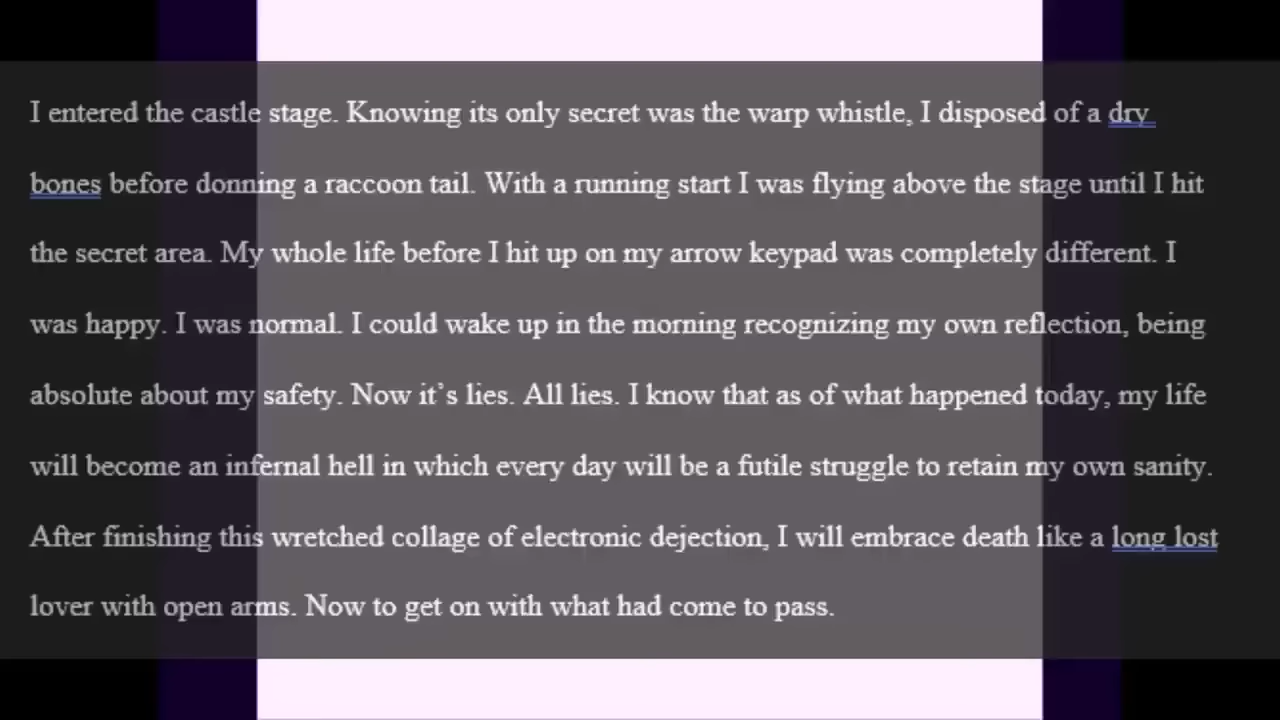 I entered the castle stage. Knowing its only secret was the warp whistle, I disposed of a dry
bones before donning a raccoon tail. With a running start I was flying above the stage until I hit
the secret area. My whole life before I hit up on my arrow keypad was completely different. I
was happy. I was normal. I could wake up in the morning recognizing my own reflection, being
absolute about my safety. Now it’s lies. All lies. I know that as of what happened today, my life
will become an infernal hell in which every day will be a futile struggle to retain my own sanity.
After finishing this wretched collage of electronic dejection, I will embrace death like a long lost
lover with open arms. Now to get on with what had come to pass.